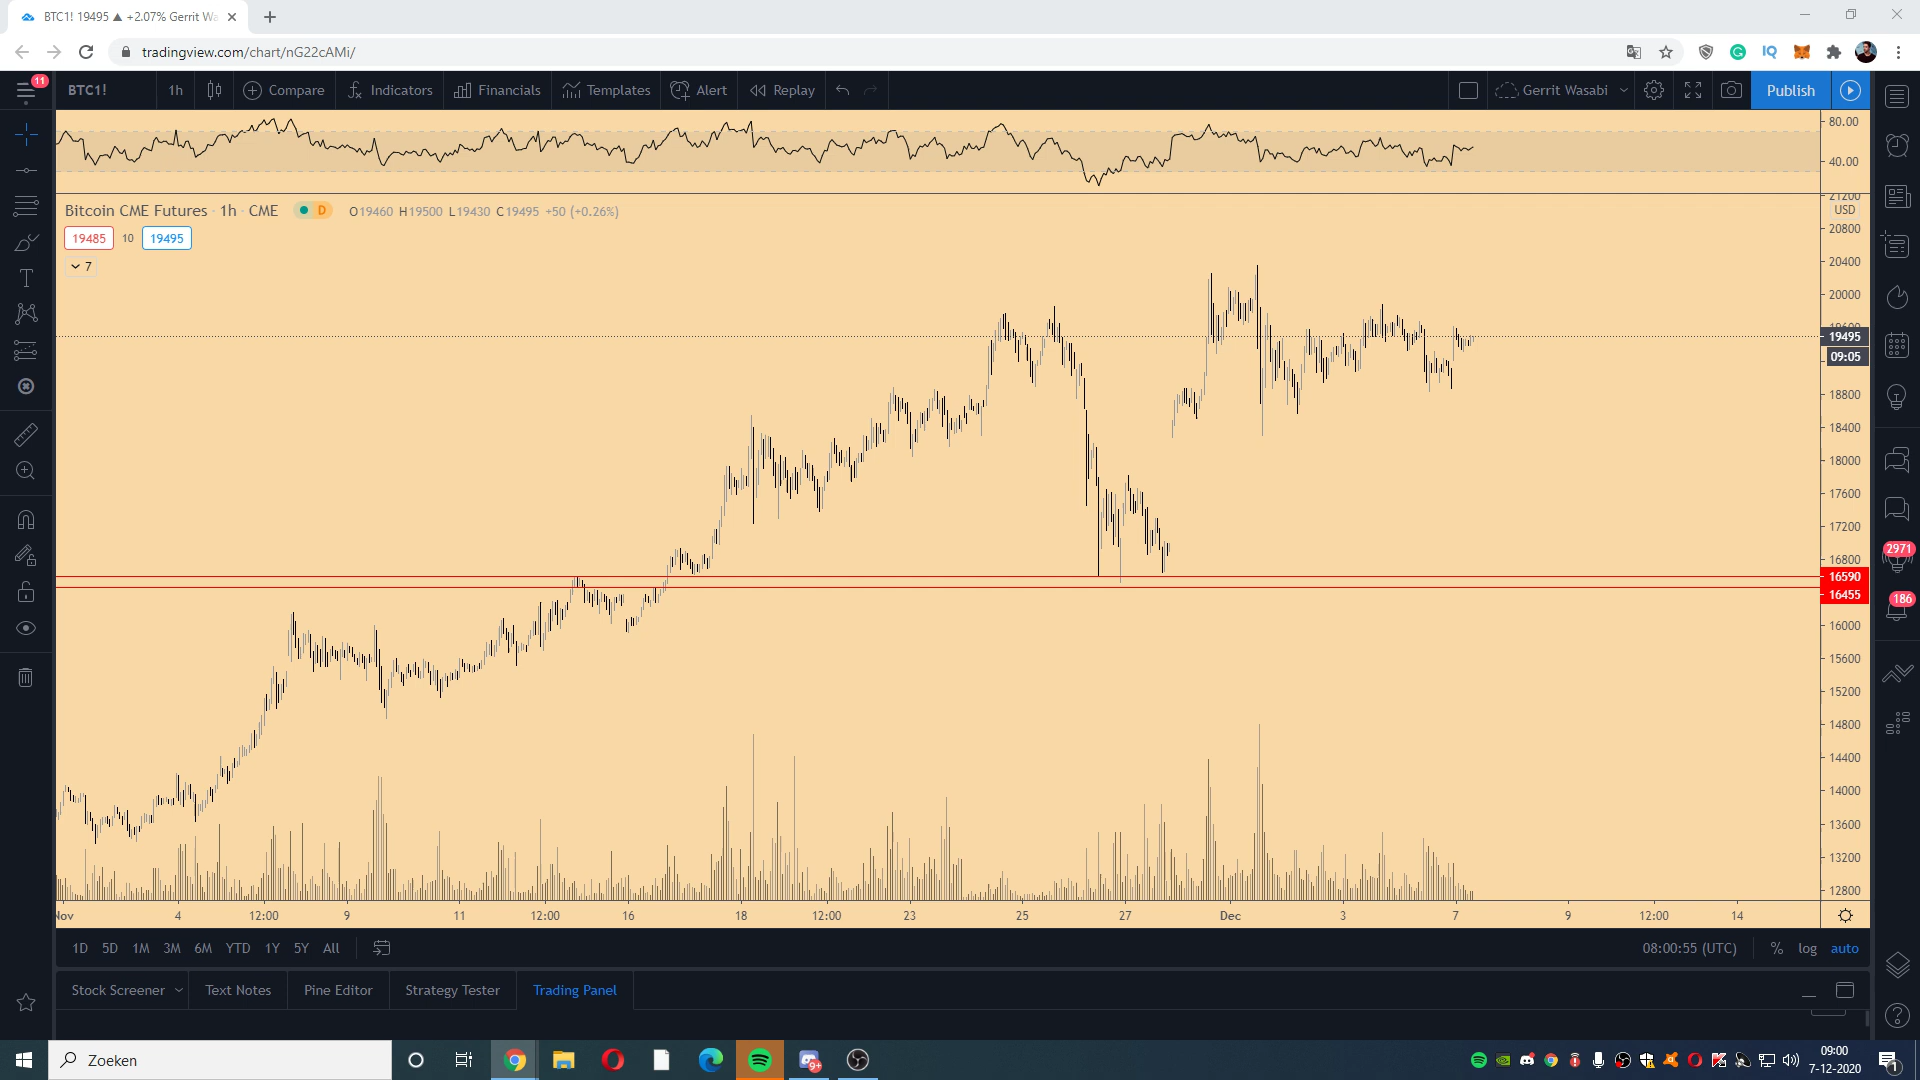 BTC1! 19495 ▲ +2.07% Gerrit Wa
tradingview.com/chart/nG22cAMi/
11
BTC1!
1h
Compare
Indicators
Financials
Templates
Alert
Replay
Gerrit Wasabi
Publish
80.00
40.00
Bitcoin CME Futures · 1h · CME
D
O19460 H19500 L19430 C19495 +50 (+0.26%)
19485
10
19495
7
21200
USD
20800
20400
20000
19600
19495
09:05
18800
18400
18000
17600
17200
16800
16590
16455
16000
15600
15200
14800
14400
14000
13600
13200
12800
2971
186
Nov
4
12:00
9
11
12:00
16
18
12:00
23
25
27
Dec
3
7
9
12:00
14
1D
5D
1M
3M
6M
YTD
1Y
5Y
All
08:00:55 (UTC)
%
log
auto
Stock Screener
Text Notes
Pine Editor
Strategy Tester
Trading Panel
Zoeken
9+
09:00
7-12-2020
1